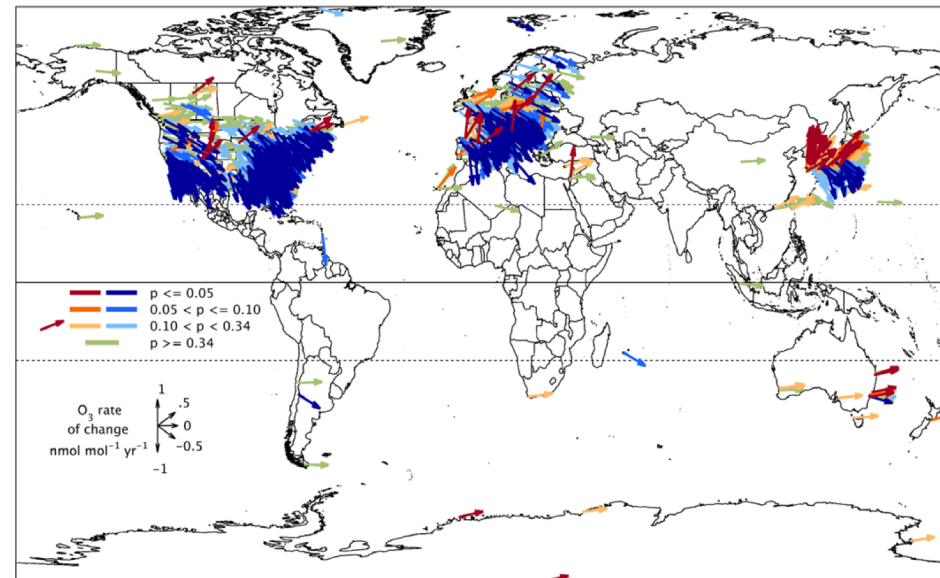 p <= 0.05
0.05 < p <= 0.10
0.10 < p < 0.34
p >= 0.34
1
.5
O₃ rate
0
of change
-0.5
nmol mol⁻¹ yr⁻¹
-1